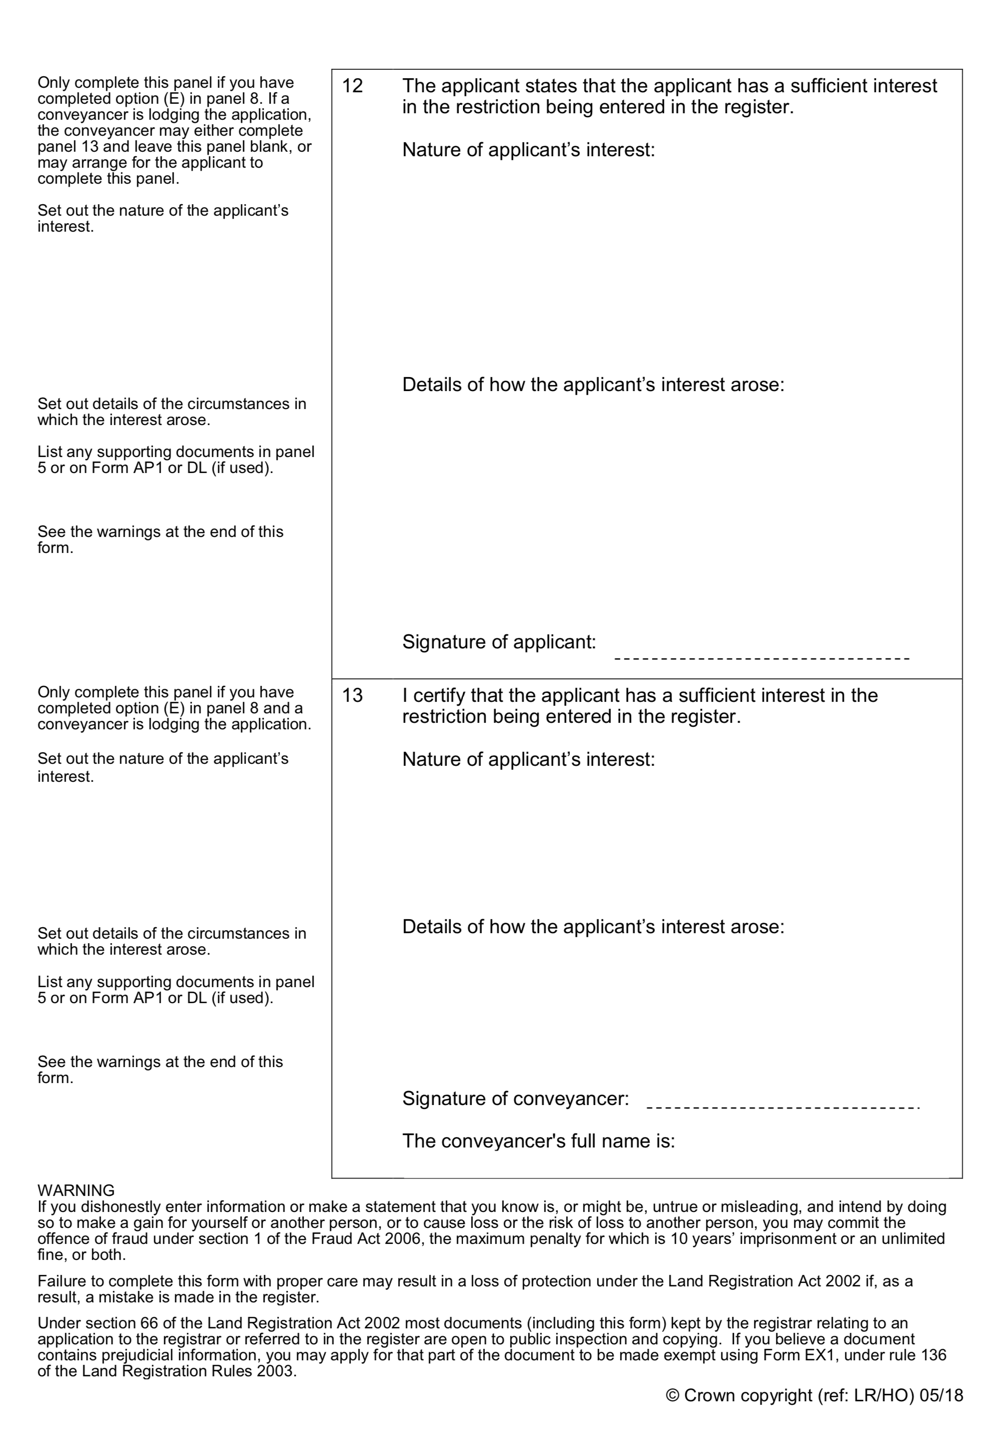 Only complete this panel if you have
completed option (E) in panel 8. If a
conveyancer is lodging the application,
the conveyancer may either complete
panel 13 and leave this panel blank, or
may arrange for the applicant to
complete this panel.
Set out the nature of the applicant’s
interest.
Set out details of the circumstances in
which the interest arose.
List any supporting documents in panel
5 or on Form AP1 or DL (if used).
See the warnings at the end of this
form.
12 The applicant states that the applicant has a sufficient interest
in the restriction being entered in the register.
Nature of applicant’s interest:
Details of how the applicant’s interest arose:
Signature of applicant:
Only complete this panel if you have
completed option (E) in panel 8 and a
conveyancer is lodging the application.
Set out the nature of the applicant’s
interest.
Set out details of the circumstances in
which the interest arose.
List any supporting documents in panel
5 or on Form AP1 or DL (if used).
See the warnings at the end of this
form.
13 I certify that the applicant has a sufficient interest in the
restriction being entered in the register.
Nature of applicant’s interest:
Details of how the applicant’s interest arose:
Signature of conveyancer:
The conveyancer's full name is:
WARNING
If you dishonestly enter information or make a statement that you know is, or might be, untrue or misleading, and intend by doing
so to make a gain for yourself or another person, or to cause loss or the risk of loss to another person, you may commit the
offence of fraud under section 1 of the Fraud Act 2006, the maximum penalty for which is 10 years’ imprisonment or an unlimited
fine, or both.
Failure to complete this form with proper care may result in a loss of protection under the Land Registration Act 2002 if, as a
result, a mistake is made in the register.
Under section 66 of the Land Registration Act 2002 most documents (including this form) kept by the registrar relating to an
application to the registrar or referred to in the register are open to public inspection and copying. If you believe a document
contains prejudicial information, you may apply for that part of the document to be made exempt using Form EX1, under rule 136
of the Land Registration Rules 2003.
© Crown copyright (ref: LR/HO) 05/18